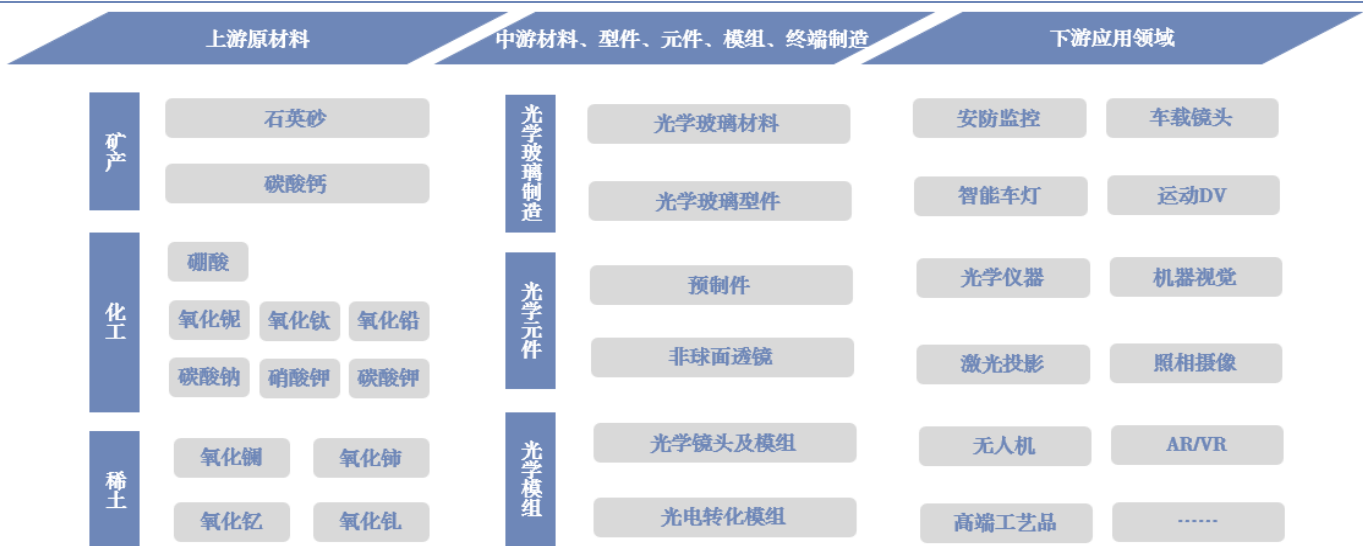 上游原材料
中游材料、型件、元件、模组、终端制造
下游应用领域
矿产
石英砂
碳酸钙
化工
硼酸
氧化铌 氧化钛 氧化铅
碳酸钠 硝酸钾 碳酸钾
稀土
氧化镧 氧化铈
氧化钇 氧化钆
光学玻璃制造
光学玻璃材料
光学玻璃型件
光学元件
预制件
非球面透镜
光学模组
光学镜头及模组
光电转化模组
安防监控 车载镜头
智能车灯 运动DV
光学仪器 机器视觉
激光投影 照相摄像
无人机 AR/VR
高端工艺品 ------